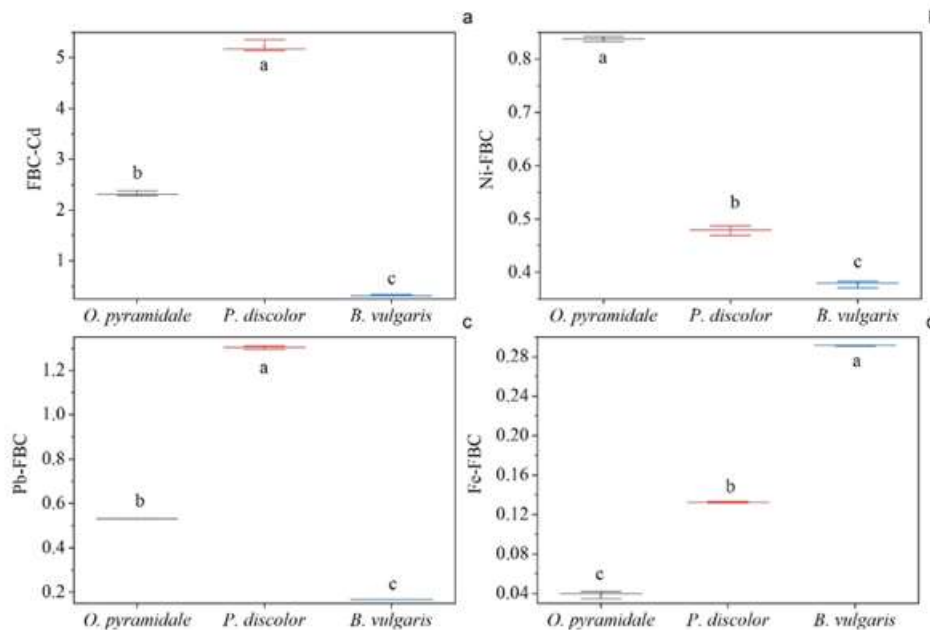 a
FBC-Cd
5
4
3
2
1
b
a
c
O. pyramidale P. discolor B. vulgaris
Ni-FBC
0.8
0.7
0.6
0.5
0.4
a
b
c
O. pyramidale P. discolor B. vulgaris
c
Pb-FBC
1.2
1.0
0.8
0.6
0.4
0.2
b
a
c
O. pyramidale P. discolor B. vulgaris
Fe-FBC
0.28
0.24
0.20
0.16
0.12
0.08
0.04
c
b
a
O. pyramidale P. discolor B. vulgaris